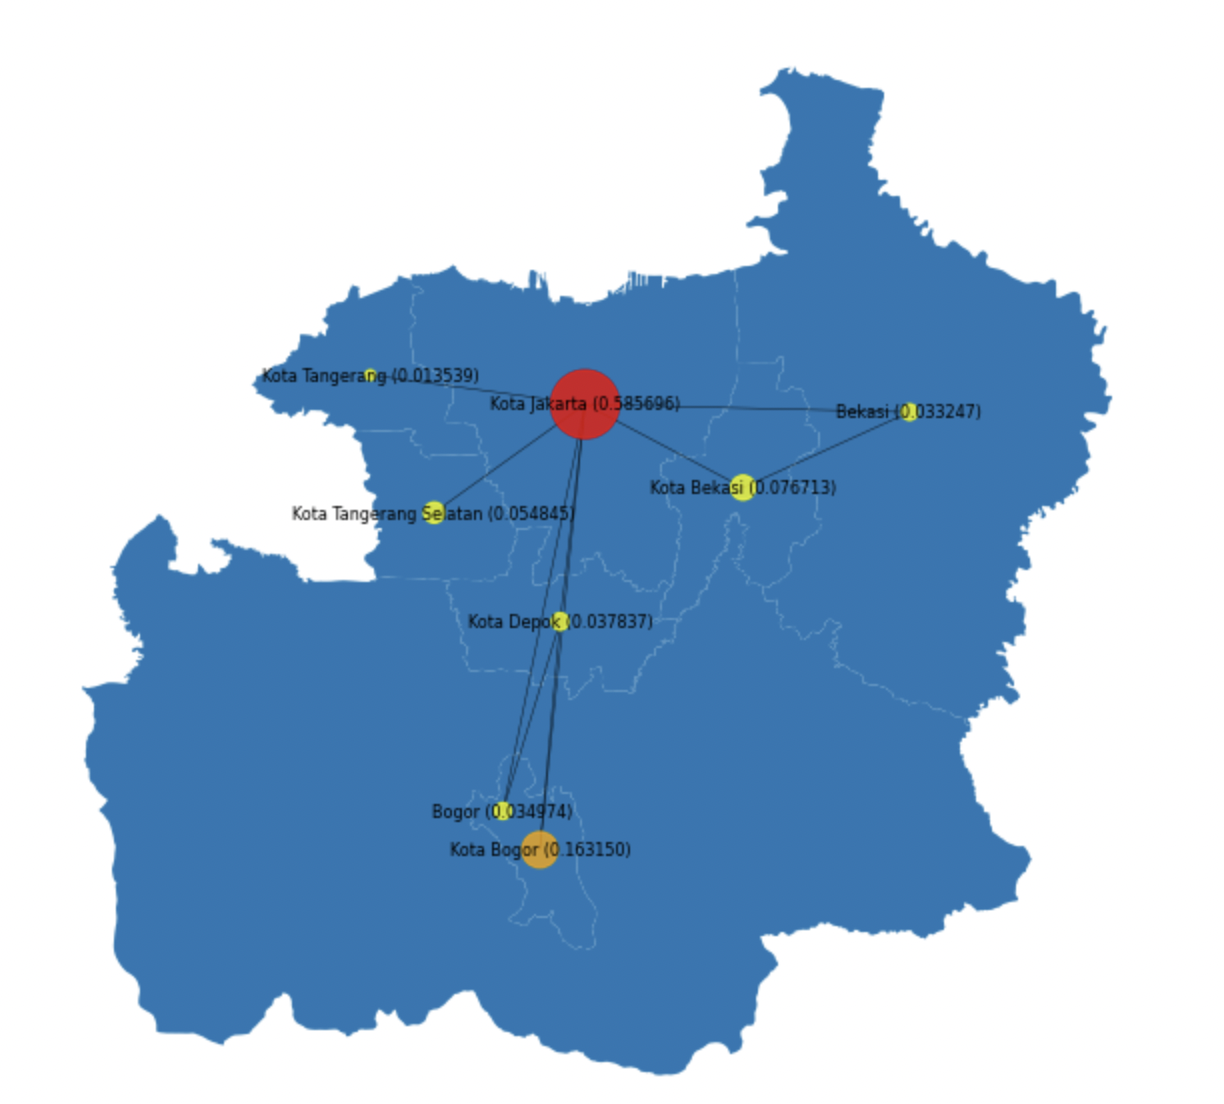 Kota Tangerang (0.013539)
Kota Jakarta (0.585696)
Bekasi (0.033247)
Kota Bekasi (0.076713)
Kota Tangerang Selatan (0.054845)
Kota Depok (0.037837)
Bogor (0.034974)
Kota Bogor (0.163150)